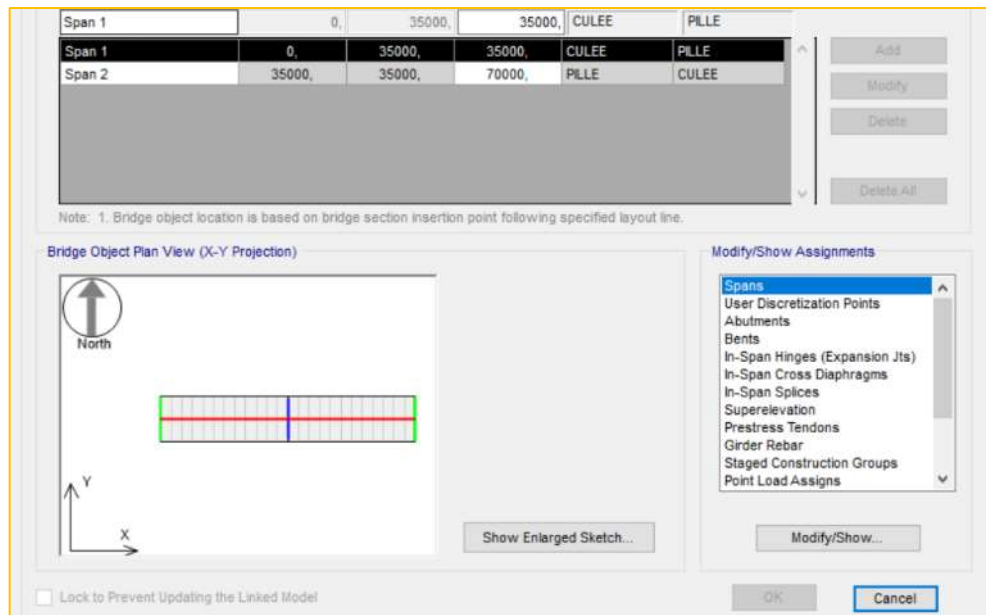 Span 1 0, 35000, 35000, CULEE PILLE
Span 1 0, 35000, 35000, CULEE PILLE
Span 2 35000, 35000, 70000, PILLE CULEE
Add
Modify
Delete
Delete All
Note: 1. Bridge object location is based on bridge section insertion point following specified layout line.
Bridge Object Plan View (X-Y Projection)
North
Y
X
Show Enlarged Sketch...
Modify/Show Assignments
Spans
User Discretization Points
Abutments
Bents
In-Span Hinges (Expansion Jts)
In-Span Cross Diaphragms
In-Span Splices
Superelevation
Prestress Tendons
Girder Rebar
Staged Construction Groups
Point Load Assigns
Modify/Show...
Lock to Prevent Updating the Linked Model
OK
Cancel